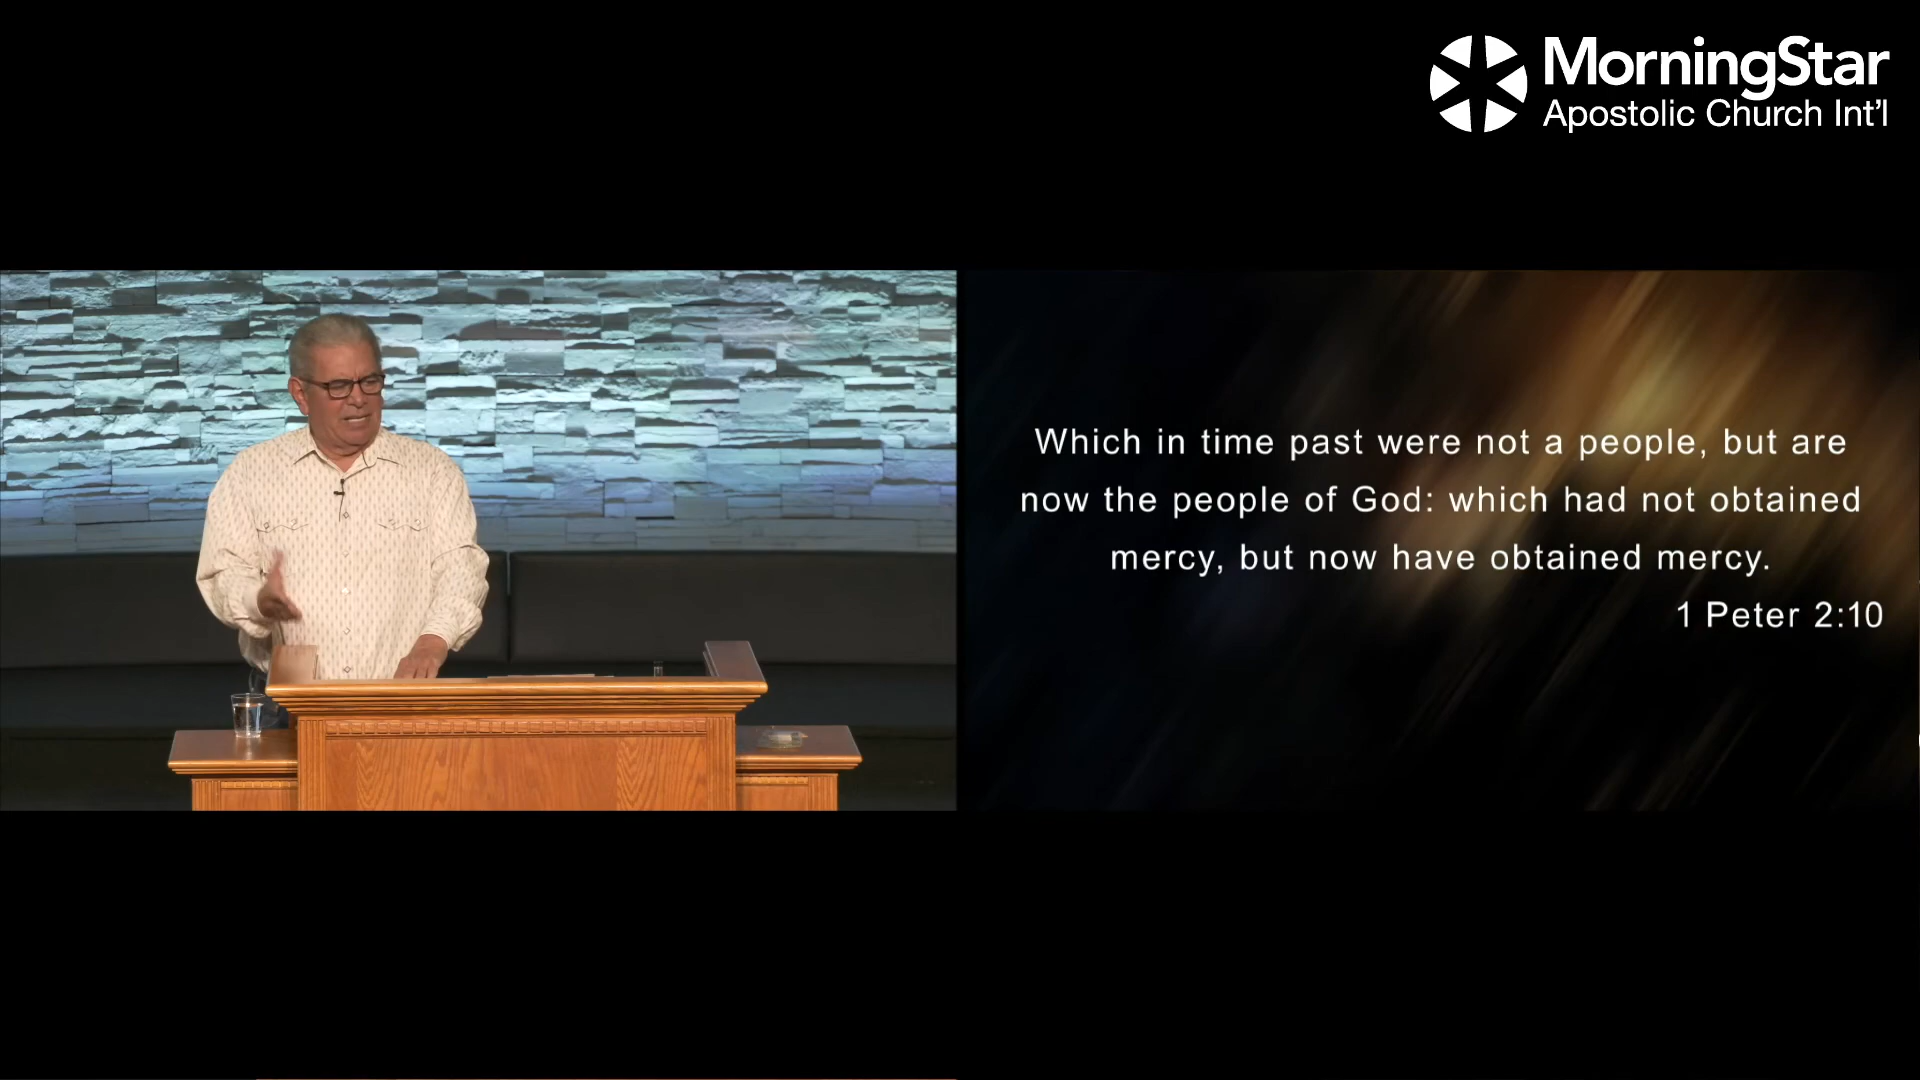 MorningStar
Apostolic Church Int'l
Which in time past were not a people, but are
now the people of God: which had not obtained
mercy, but now have obtained mercy.
1 Peter 2:10